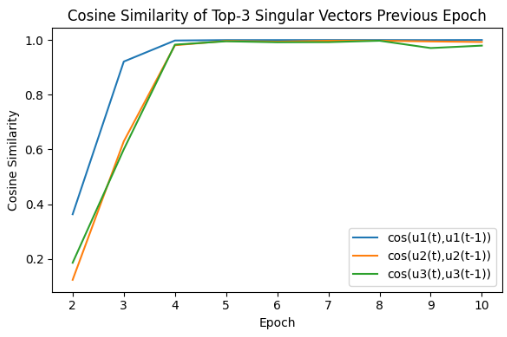 Cosine Similarity of Top-3 Singular Vectors Previous Epoch
Cosine Similarity
1.0
0.8
0.6
0.4
0.2
cos(u1(t),u1(t-1))
cos(u2(t),u2(t-1))
cos(u3(t),u3(t-1))
2 3 4 5 6 7 8 9 10
Epoch